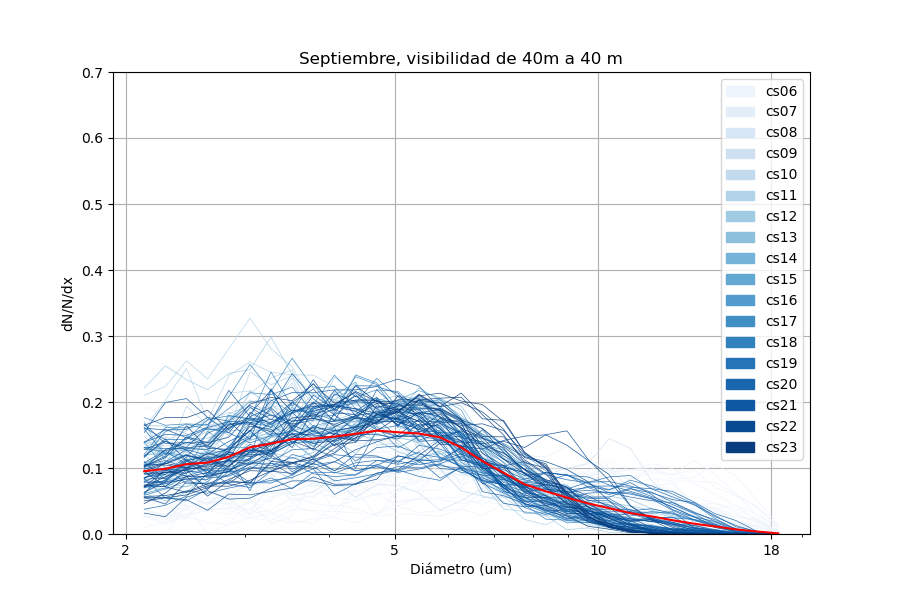 Septiembre, visibilidad de 40m a 40 m
0.7
0.6
0.5
0.4
0.3
0.2
0.1
0.0
dN/N/dx
2
5
10
18
Diámetro (um)
cs06
cs07
cs08
cs09
cs10
cs11
cs12
cs13
cs14
cs15
cs16
cs17
cs18
cs19
cs20
cs21
cs22
cs23